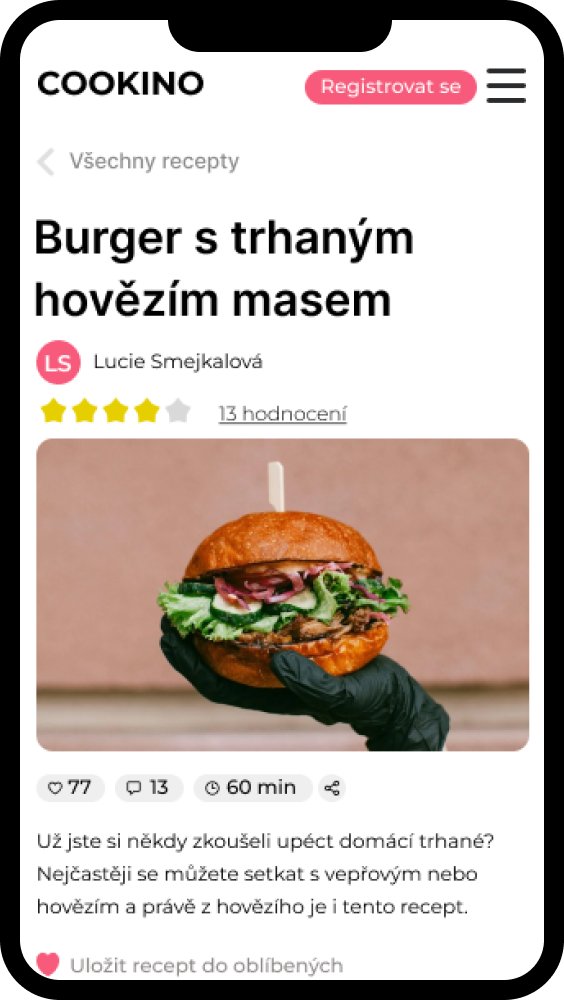 COOKINO
Registrovat se
Všechny recepty
Burger s trhaným
hovězím masem
LS Lucie Smejkalová
13 hodnocení
77 13 60 min
Už jste si někdy zkoušeli upéct domácí trhané?
Nejčastěji se můžete setkat s vepřovým nebo
hovězím a právě z hovězího je i tento recept.
Uložit recept do oblíbených